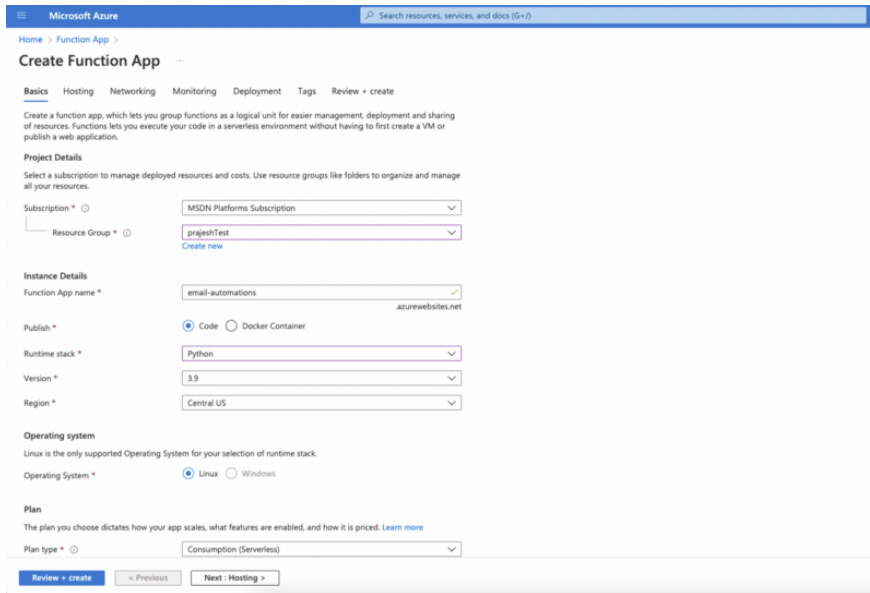 Microsoft Azure
Search resources, services, and docs (G+/)
Home > Function App >
Create Function App ...
Basics Hosting Networking Monitoring Deployment Tags Review + create
Create a function app, which lets you group functions as a logical unit for easier management, deployment and sharing
of resources. Functions lets you execute your code in a serverless environment without having to first create a VM or
publish a web application.
Project Details
Select a subscription to manage deployed resources and costs. Use resource groups like folders to organize and manage
all your resources.
Subscription * MSDN Platforms Subscription
Resource Group * prajeshTest
Create new
Instance Details
Function App name * email-automations
.azurewebsites.net
Publish * Code Docker Container
Runtime stack * Python
Version * 3.9
Region * Central US
Operating system
Linux is the only supported Operating System for your selection of runtime stack.
Operating System * Linux Windows
Plan
The plan you choose dictates how your app scales, what features are enabled, and how it is priced. Learn more
Plan type * Consumption (Serverless)
Review + create < Previous Next : Hosting >